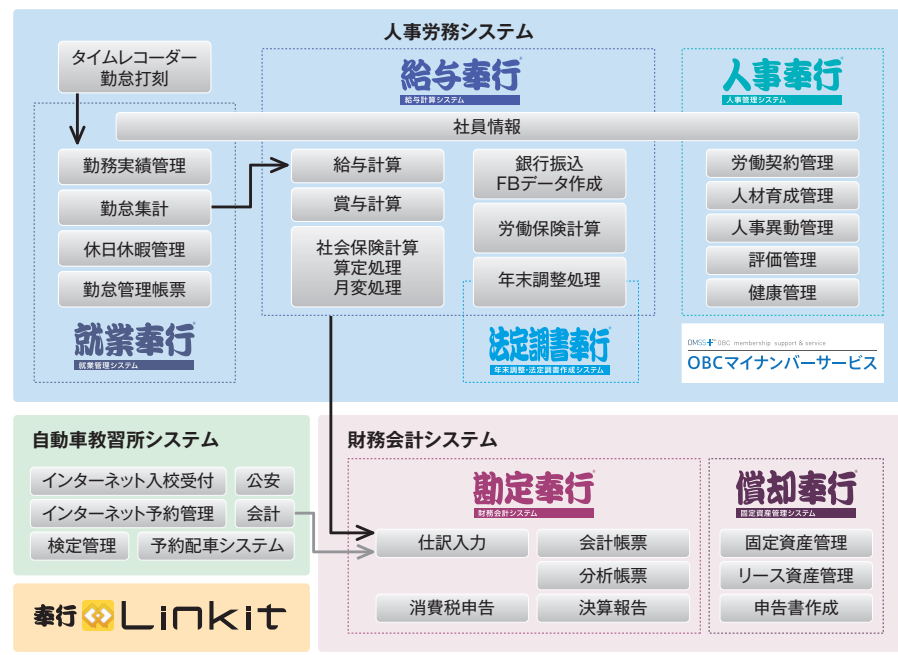 人事労務システム
タイムレコーダー
勤怠打刻
給与奉行
給与計算システム
人事奉行
人事管理システム
社員情報
勤務実績管理
勤怠集計
休日休暇管理
勤怠管理帳票
就業奉行
就業管理システム
給与計算
賞与計算
社会保険計算
算定処理
月変処理
銀行振込
FBデータ作成
労働保険計算
年末調整処理
法定調書奉行
年末調整・法定調書作成システム
労働契約管理
人材育成管理
人事異動管理
評価管理
健康管理
OMSS+ OBC membership support & service
OBCマイナンバーサービス
自動車教習所システム
インターネット入校受付
公安
インターネット予約管理
会計
検定管理
予約配車システム
奉行 Linkit
財務会計システム
勘定奉行
財務会計システム
仕訳入力
会計帳票
分析帳票
消費税申告
決算報告
償却奉行
固定資産管理システム
固定資産管理
リース資産管理
申告書作成